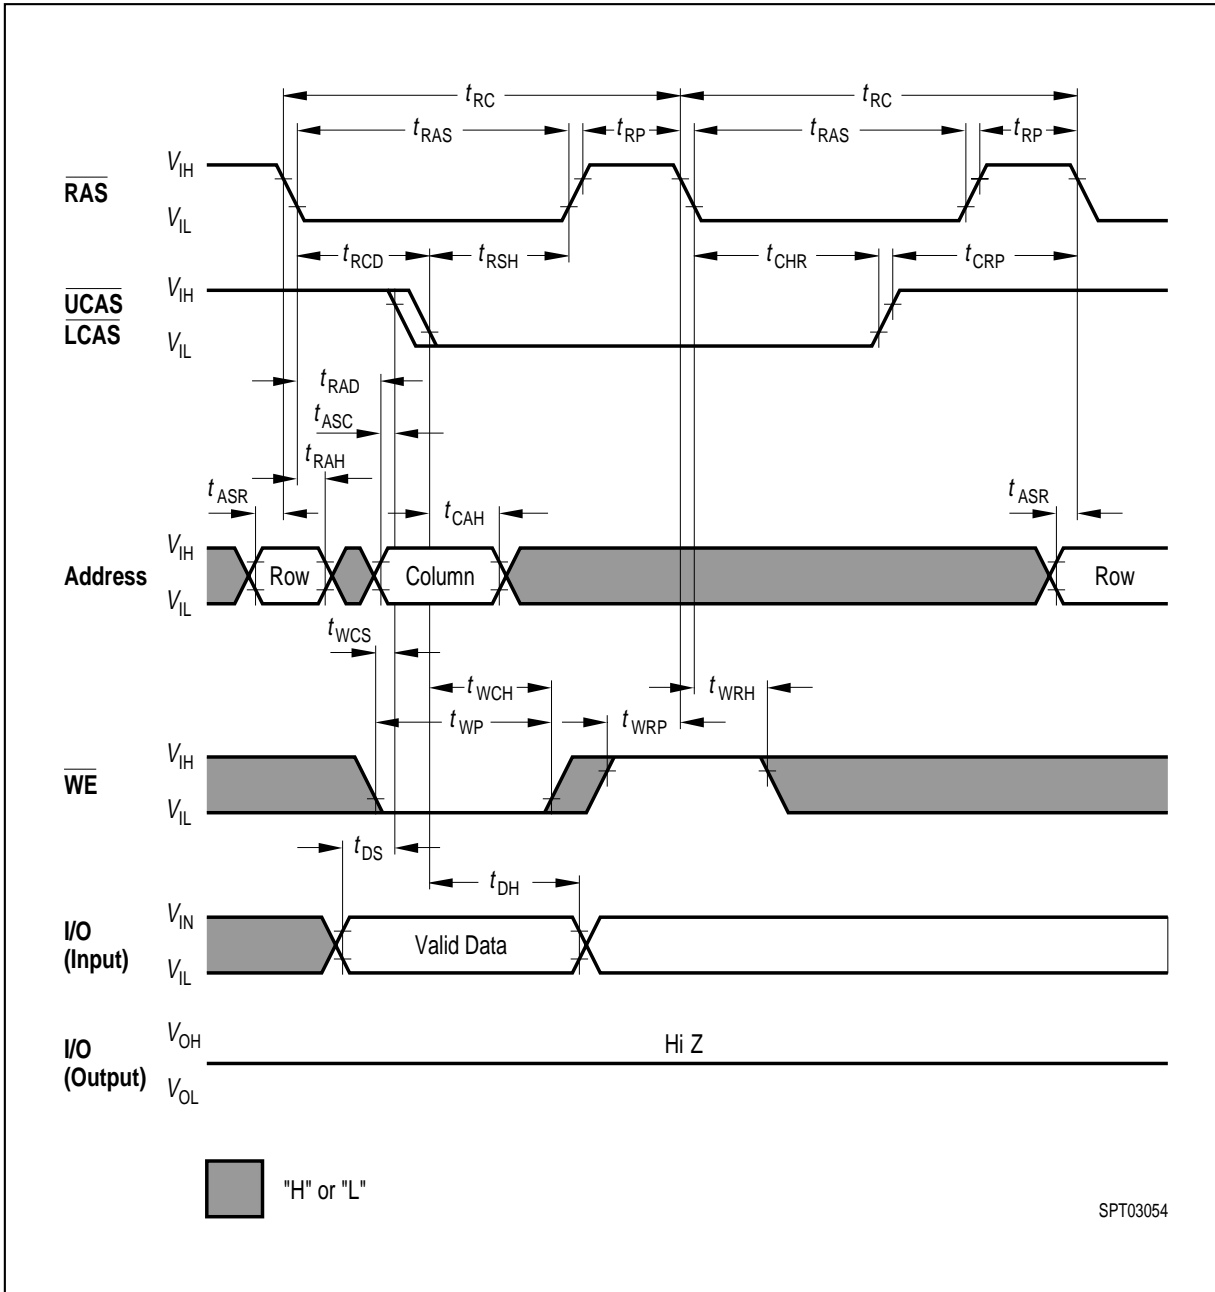 tRC tRC
tRAS tRP tRAS tRP
VIH
RAS
VIL
tRCD tRSH tCHR tCRP
VIH
UCAS
LCAS
VIL
tRAD
tASC
tRAH
tASR tCAH tASR
VIH
Address Row Column Row
VIL
tWCS
tWCH tWRH
tWP tWRP
VIH
WE
VIL
tDS
tDH
VIN
I/O
(Input) Valid Data
VIL
VOH Hi Z
I/O
(Output)
VOL
"H" or "L"
SPT03054